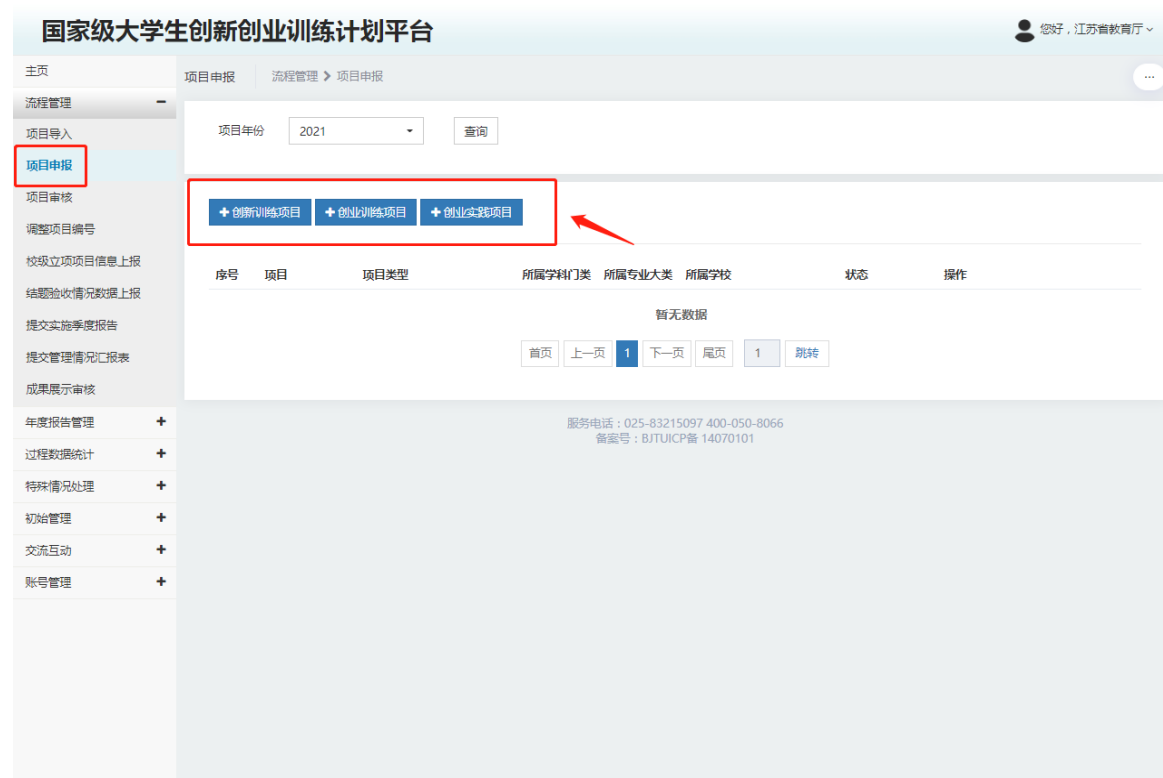 国家级大学生创新创业训练计划平台
您好，江苏省教育厅
主页
流程管理
项目导入
项目申报
项目审核
调整项目编号
校级立项项目信息上报
结题验收情况数据上报
提交实施季度报告
提交管理情况汇报表
成果展示审核
年度报告管理
过程数据统计
特殊情况处理
初始管理
交流互动
账号管理
项目申报 流程管理 > 项目申报
...
项目年份 2021 查询
+ 创新训练项目 + 创业训练项目 + 创业实践项目
序号 项目 项目类型 所属学科门类 所属专业大类 所属学校 状态 操作
暂无数据
首页 上一页 1 下一页 尾页 1 跳转
服务电话：025-83215097 400-050-8066
备案号：BJTUICP备 14070101